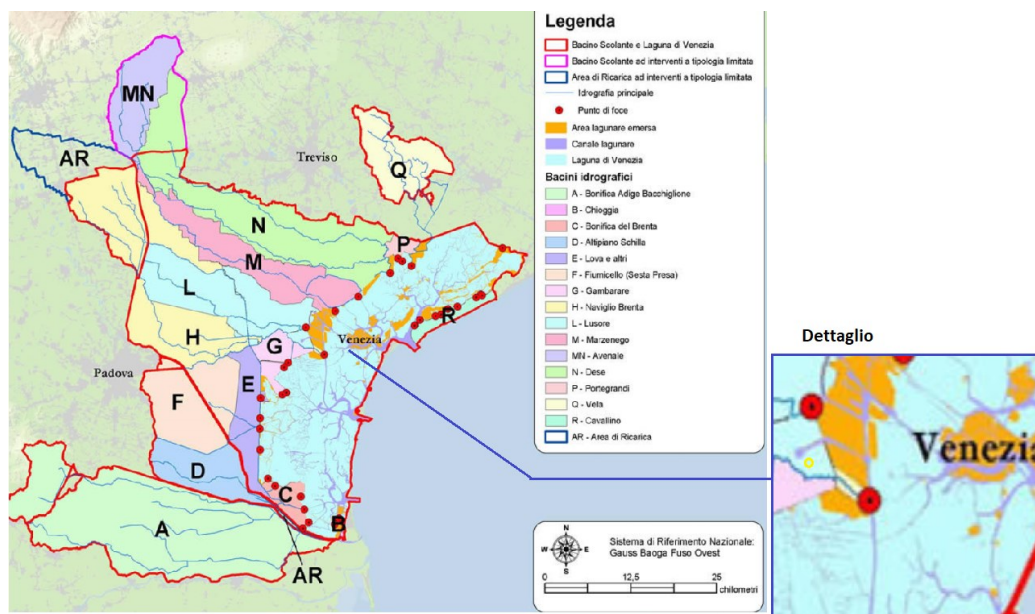 Legenda
Bacino Scolante e Laguna di Venezia
Bacino Scolante ad interventi a tipologia limitata
Area di Ricarica ad interventi a tipologia limitata
Idrografia principale
Punto di foce
Area lagunare emersa
Canale lagunare
Laguna di Venezia
Bacini idrografici
A - Bonifica Adige Bacchiglione
B - Chioggia
C - Bonifica del Brenta
D - Altipiano Schilla
E - Lova e altri
F - Fiumicello (Sesta Presa)
G - Gambarare
H - Naviglio Brenta
L - Lusore
M - Marzenego
MN - Avenale
N - Dese
P - Portegrandi
Q - Vela
R - Cavallino
AR - Area di Ricarica
MN
AR
Treviso
Q
N
P
M
L
R
H
Venezia
G
Padova
E
F
D
C
A
B
AR
Dettaglio
Venezia
N
W E
S
Sistema di Riferimento Nazionale:
Gauss Baoga Fuso Ovest
0 12,5 25
chilometri